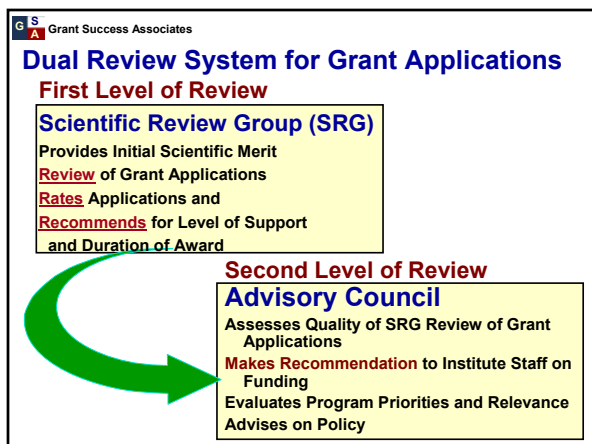 G S A Grant Success Associates
Dual Review System for Grant Applications
First Level of Review
Scientific Review Group (SRG)
Provides Initial Scientific Merit
Review of Grant Applications
Rates Applications and
Recommends for Level of Support
and Duration of Award
Second Level of Review
Advisory Council
Assesses Quality of SRG Review of Grant
Applications
Makes Recommendation to Institute Staff on
Funding
Evaluates Program Priorities and Relevance
Advises on Policy